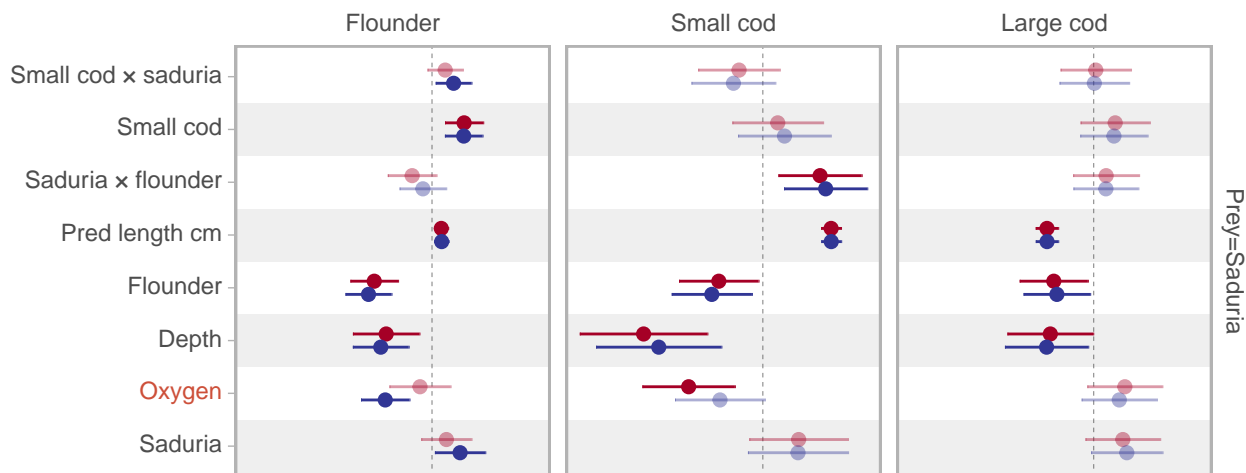 Flounder Small cod Large cod
Small cod × saduria
Small cod
Saduria × flounder
Pred length cm
Flounder
Depth
Oxygen
Saduria
Prey=Saduria